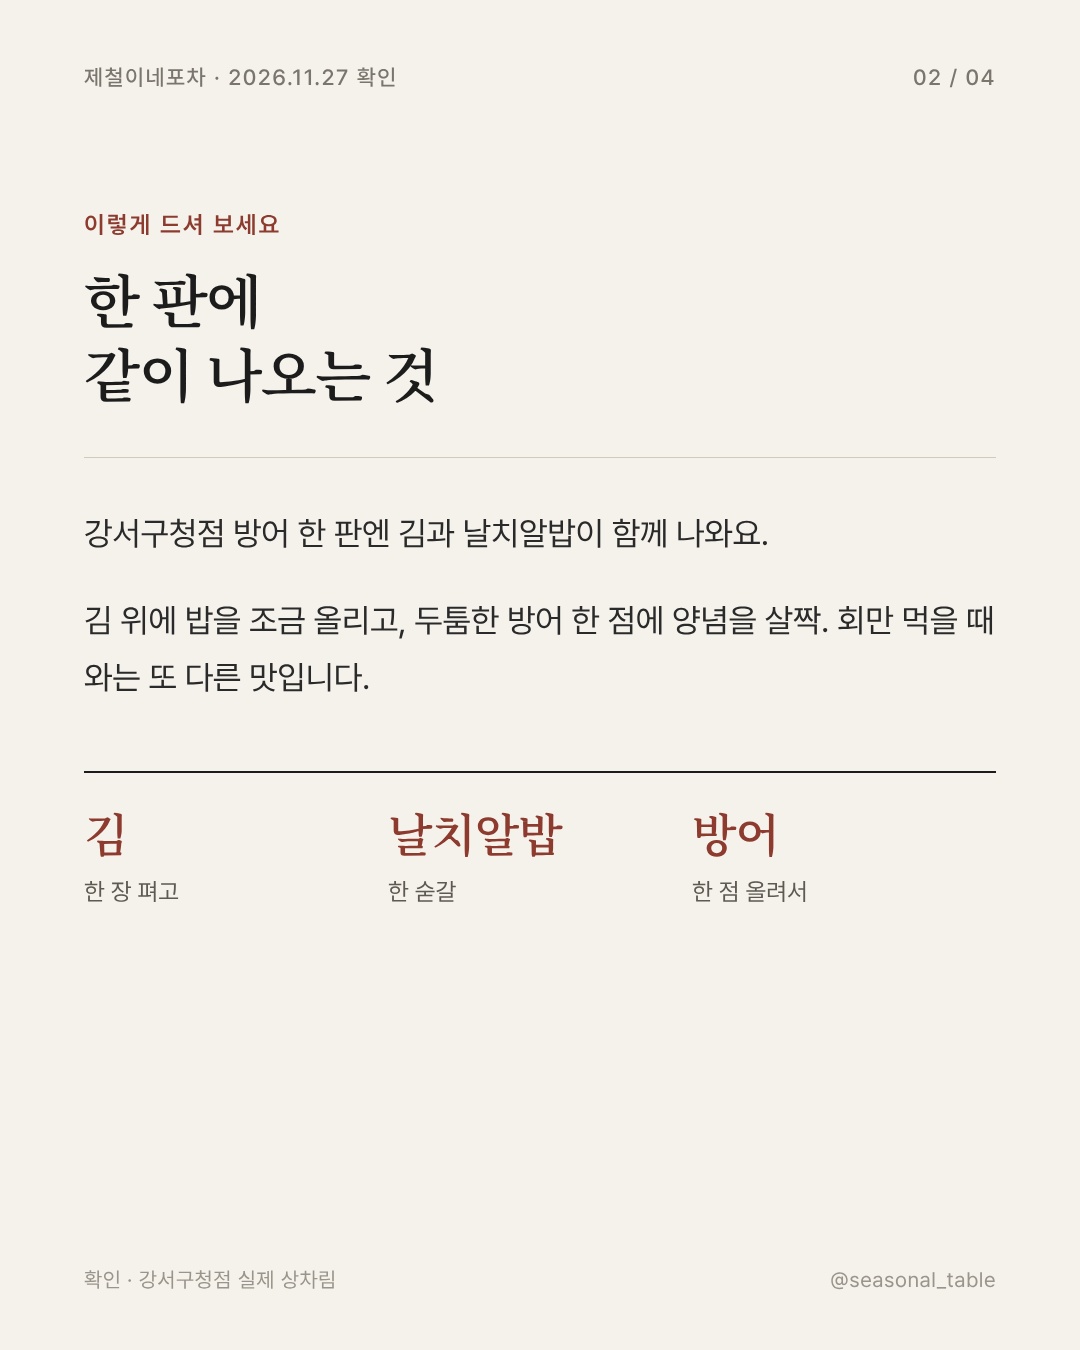 제철이네포차 · 2026.11.27 확인
02 / 04
이렇게 드셔 보세요
한 판에
같이 나오는 것
강서구청점 방어 한 판엔 김과 날치알밥이 함께 나와요.
김 위에 밥을 조금 올리고, 두툼한 방어 한 점에 양념을 살짝. 회만 먹을 때
와는 또 다른 맛입니다.
김
한 장 펴고
날치알밥
한 숟갈
방어
한 점 올려서
확인 · 강서구청점 실제 상차림
@seasonal_table